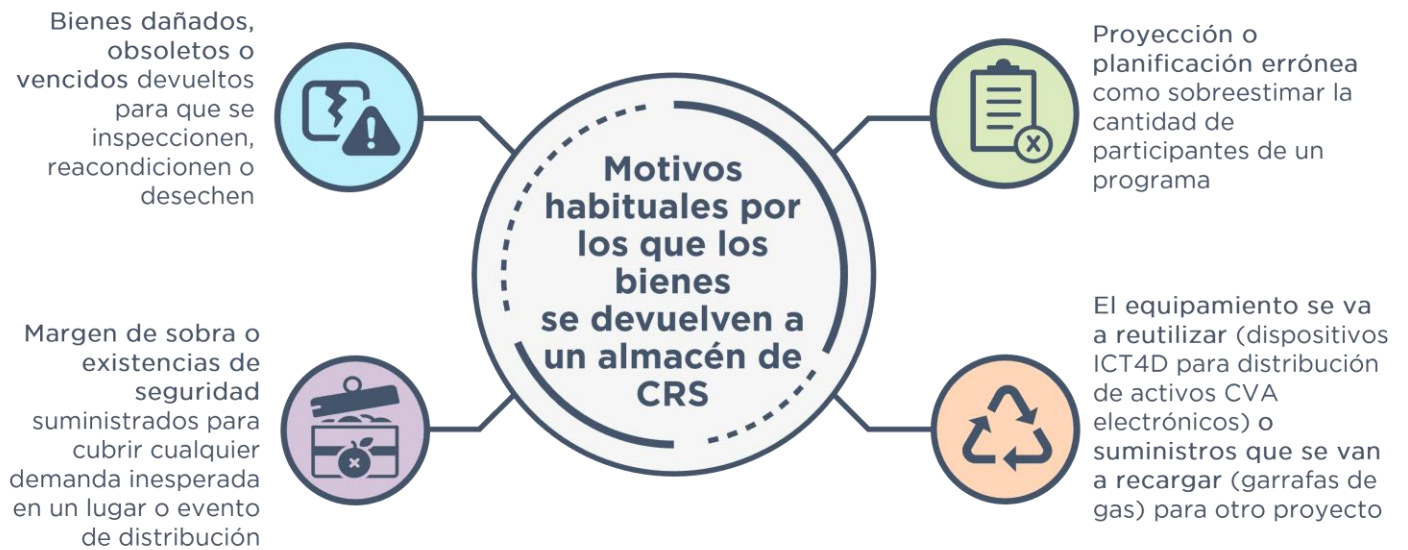 Bienes dañados,
obsoletos o
vencidos devueltos
para que se
inspeccionen,
reacondicionen o
desechen
Proyección o
planificación errónea
como sobreestimar la
cantidad de
participantes de un
programa
Motivos
habituales por
los que los
bienes
se devuelven a
un almacén de
CRS
Margen de sobra o
existencias de
seguridad
suministrados para
cubrir cualquier
demanda inesperada
en un lugar o evento
de distribución
El equipamiento se va
a reutilizar (dispositivos
ICT4D para distribución
de activos CVA
electrónicos) o
suministros que se van
a recargar (garrafas de
gas) para otro proyecto